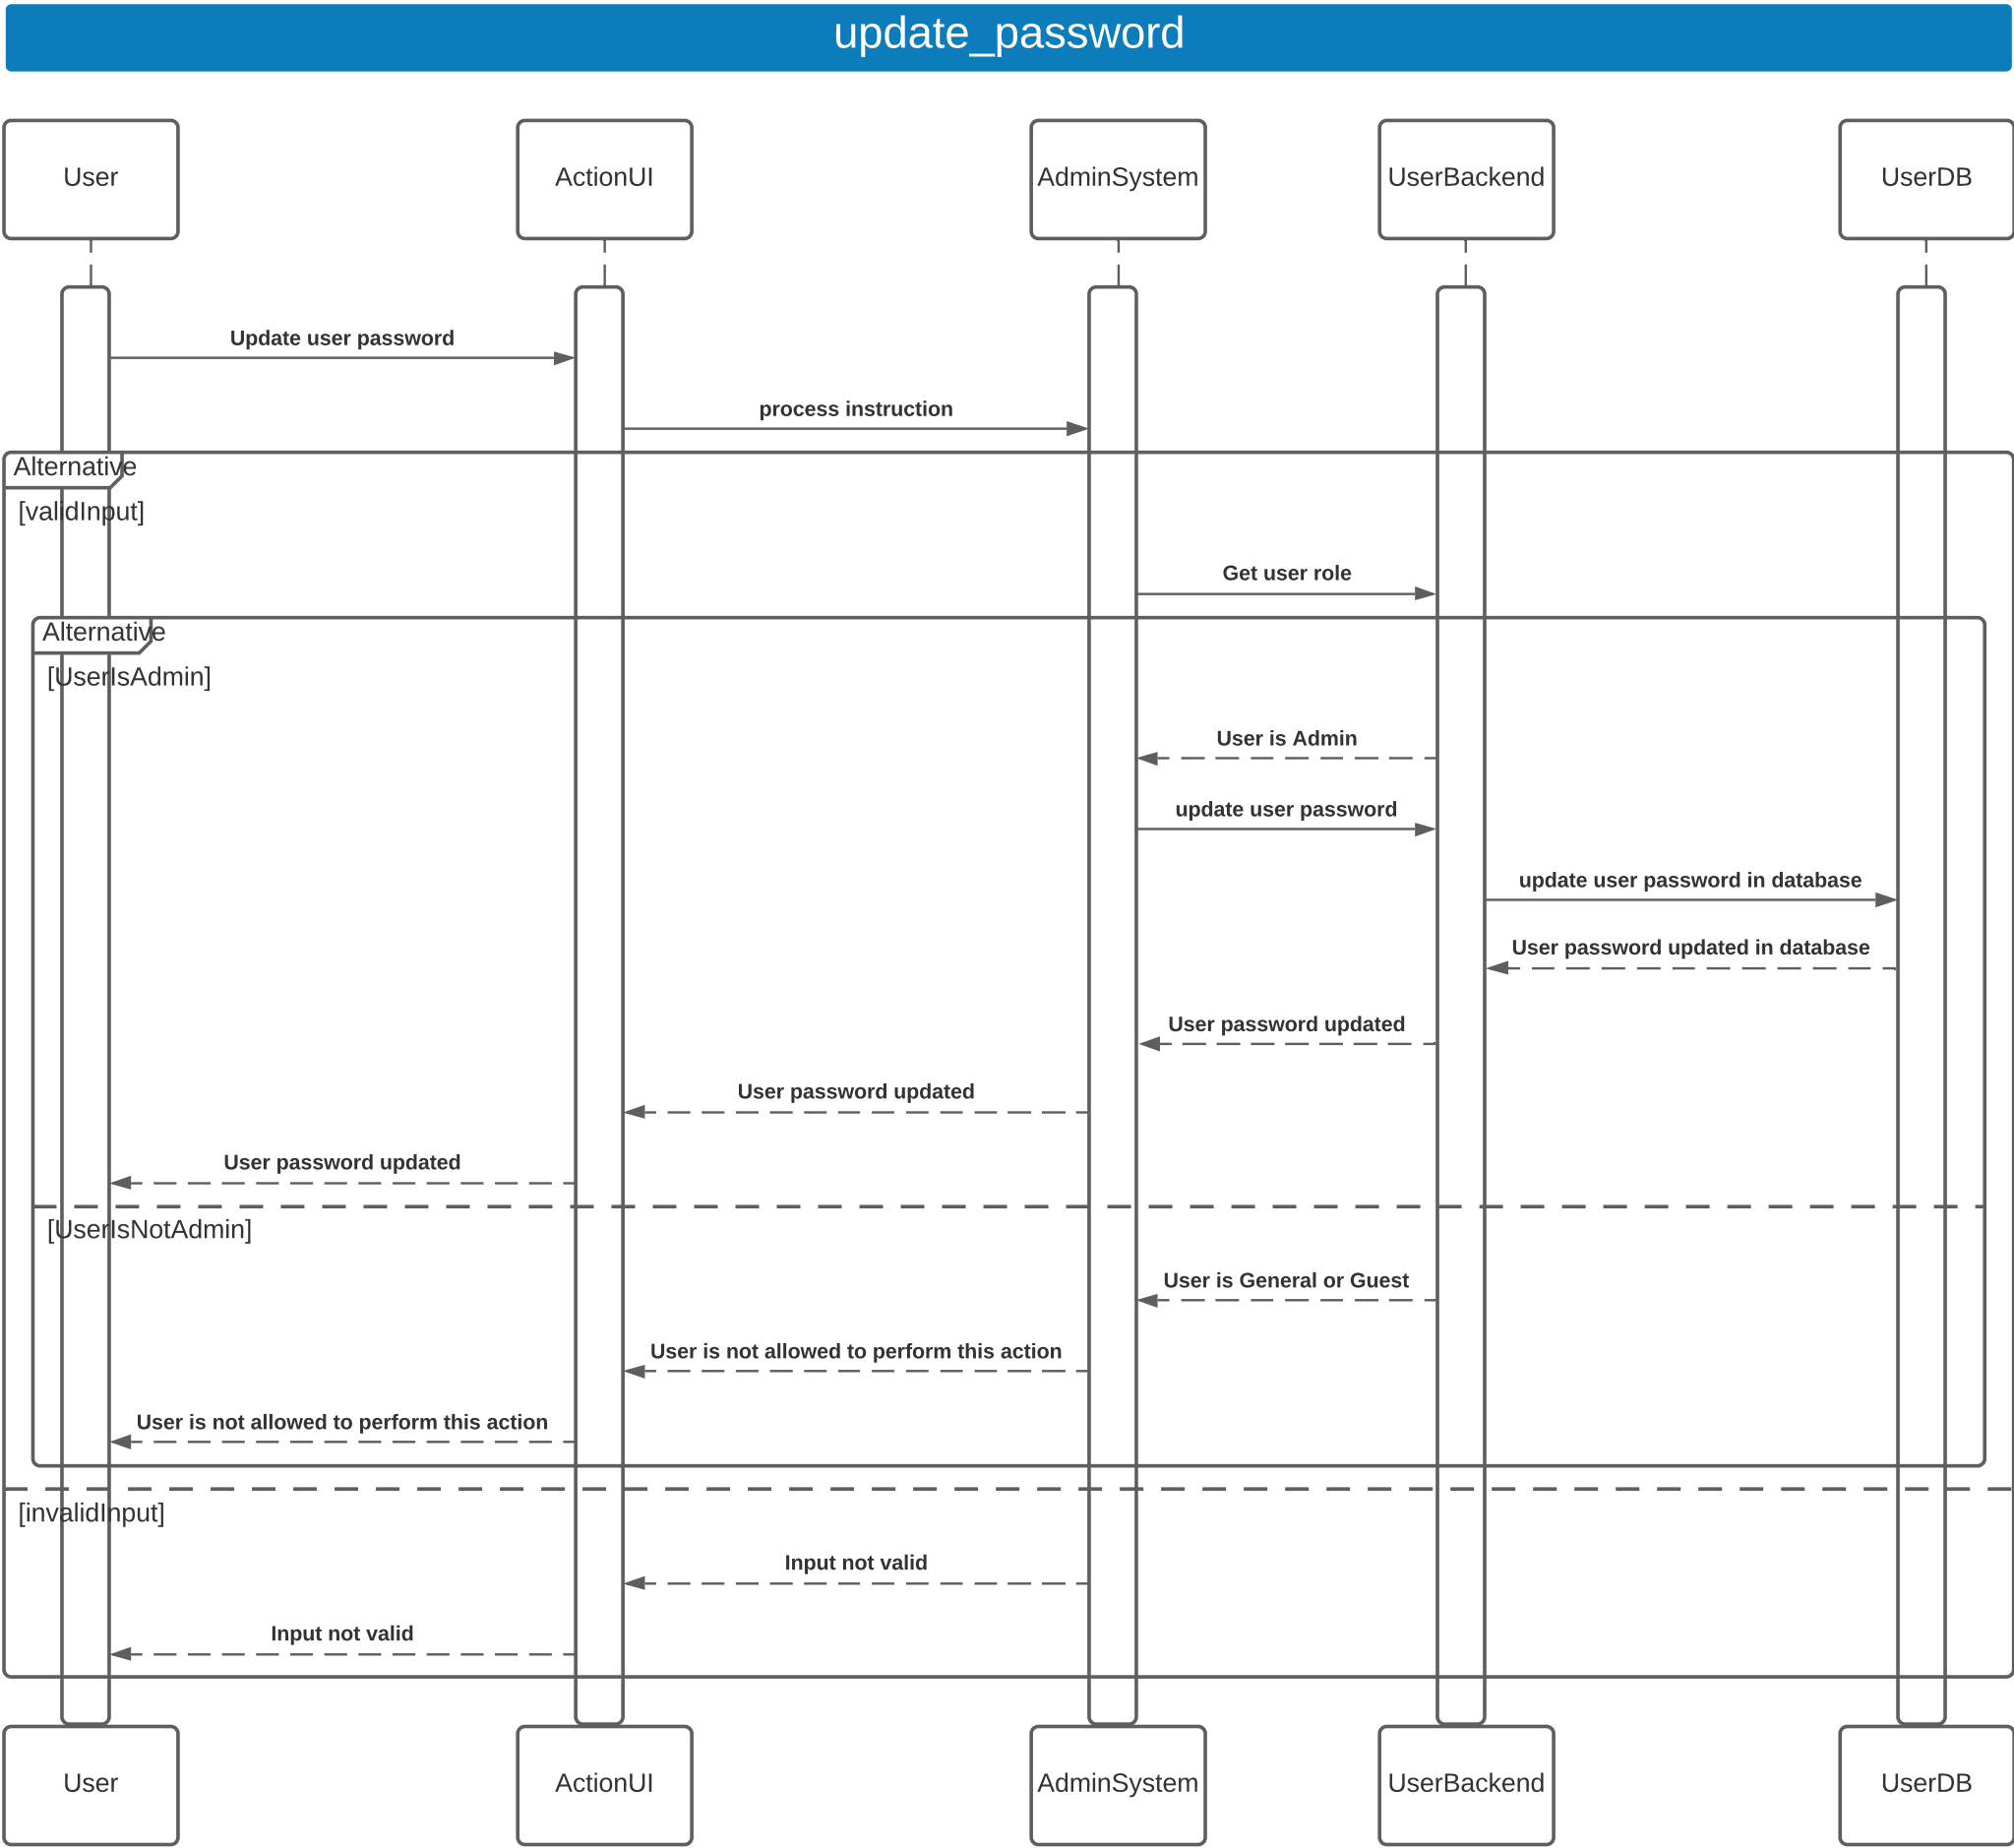 update_password
User
ActionUI
AdminSystem
UserBackend
UserDB
Update user password
process instruction
Alternative
[validInput]
Get user role
Alternative
[UserIsAdmin]
User is Admin
update user password
update user password in database
User password updated in database
User password updated
User password updated
User password updated
[UserIsNotAdmin]
User is General or Guest
User is not allowed to perform this action
User is not allowed to perform this action
[invalidInput]
Input not valid
Input not valid
User
ActionUI
AdminSystem
UserBackend
UserDB